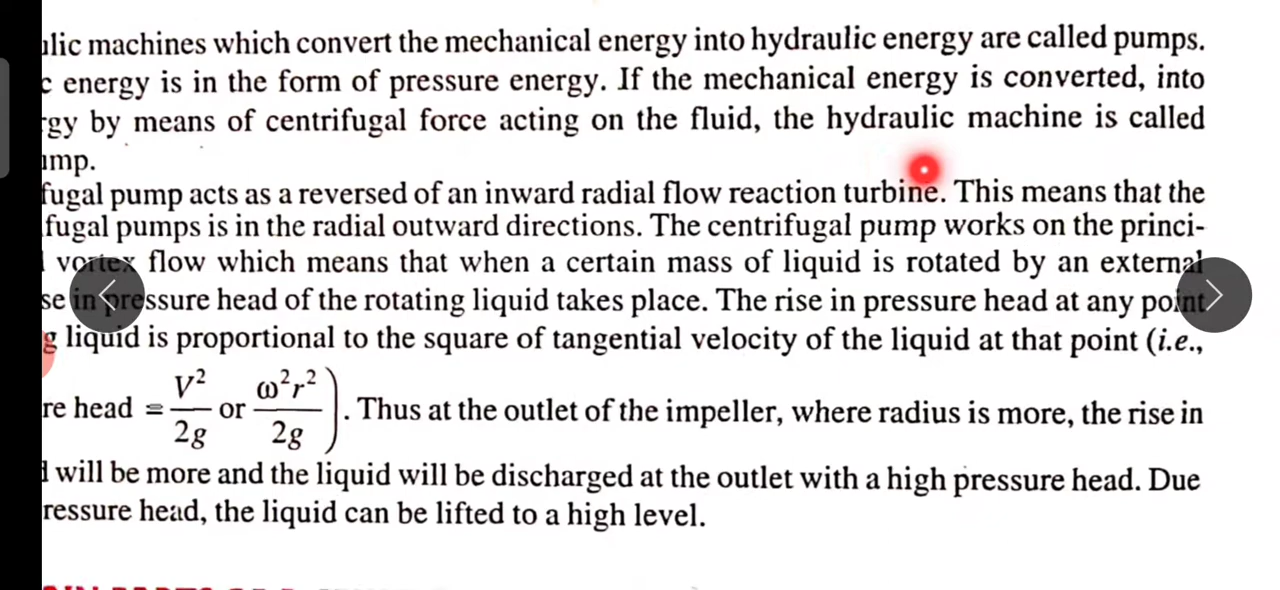 machines which convert the mechanical energy into hydraulic energy are called pumps.
energy is in the form of pressure energy. If the mechanical energy is converted, into
by means of centrifugal force acting on the fluid, the hydraulic machine is called
fugal pump acts as a reversed of an inward radial flow reaction turbine. This means that the
fugal pumps is in the radial outward directions. The centrifugal pump works on the princi-
vortex flow which means that when a certain mass of liquid is rotated by an external
in pressure head of the rotating liquid takes place. The rise in pressure head at any point
liquid is proportional to the square of tangential velocity of the liquid at that point (i.e.,
re head = V²/2g or ω²r²/2g). Thus at the outlet of the impeller, where radius is more, the rise in
will be more and the liquid will be discharged at the outlet with a high pressure head. Due
ressure head, the liquid can be lifted to a high level.